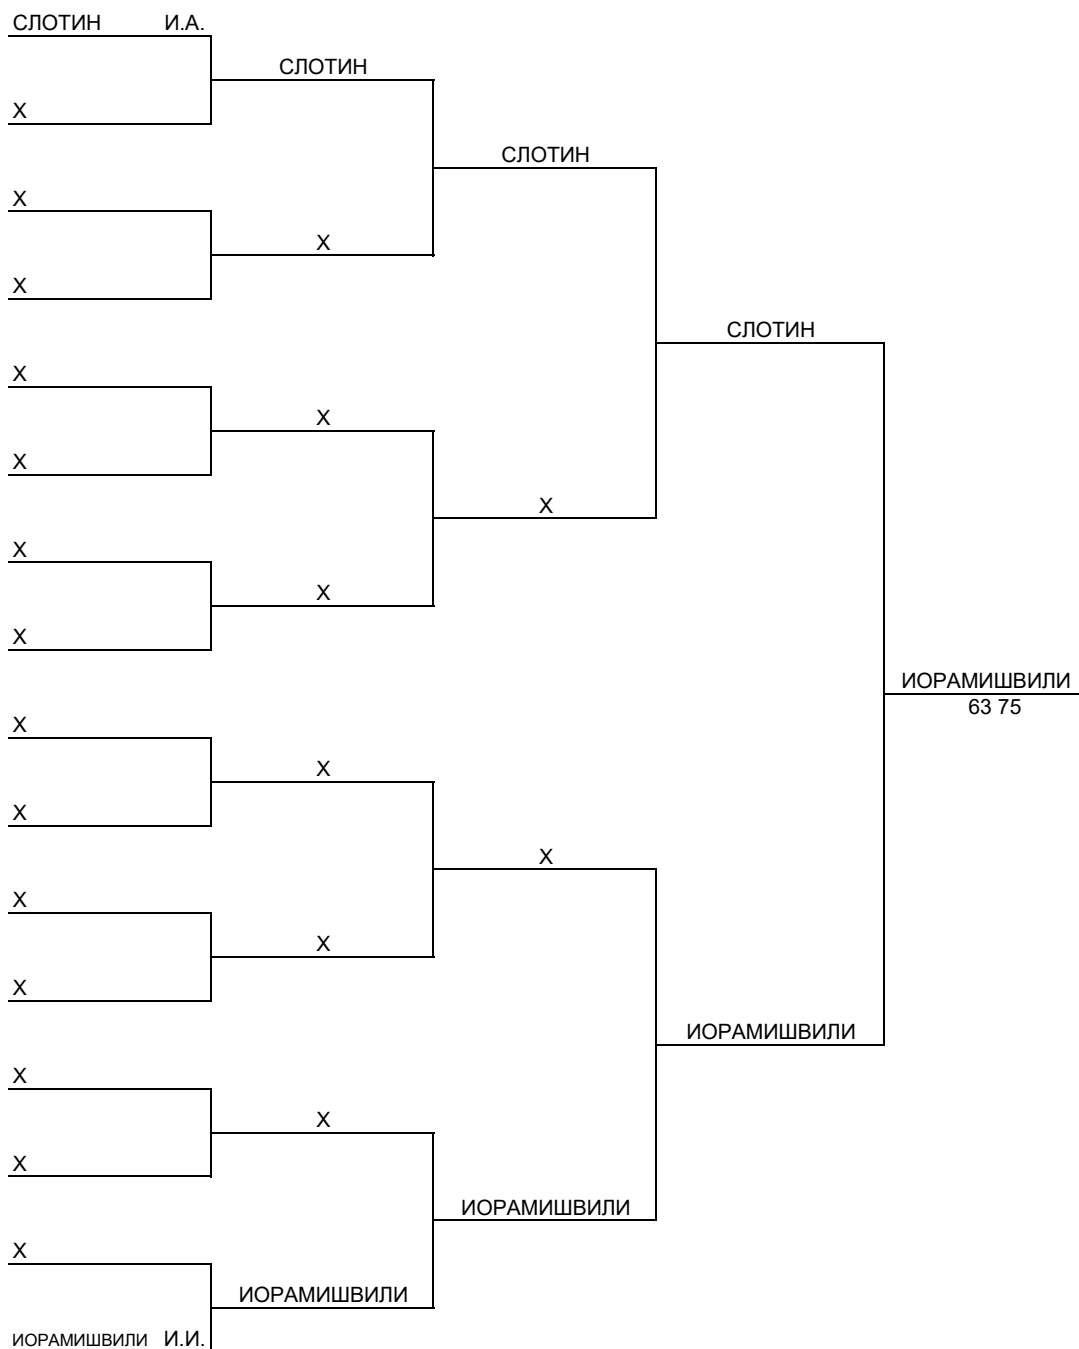 СЛОТИН И.А.
СЛОТИН
Х
СЛОТИН
Х
Х
Х
СЛОТИН
Х
Х
Х
Х
Х
Х
Х
ИОРАМИШВИЛИ
63 75
Х
Х
Х
Х
Х
Х
Х
ИОРАМИШВИЛИ
Х
Х
Х
ИОРАМИШВИЛИ
Х
ИОРАМИШВИЛИ
ИОРАМИШВИЛИ И.И.